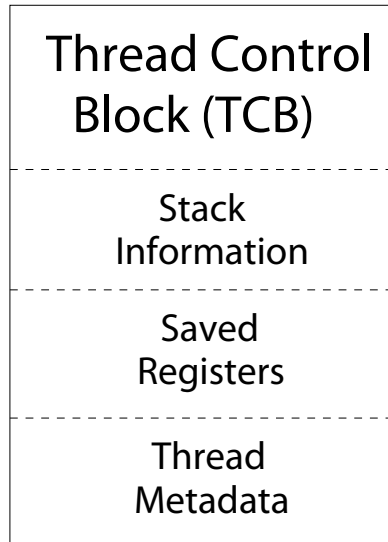 Thread Control
Block (TCB)
Stack
Information
Saved
Registers
Thread
Metadata